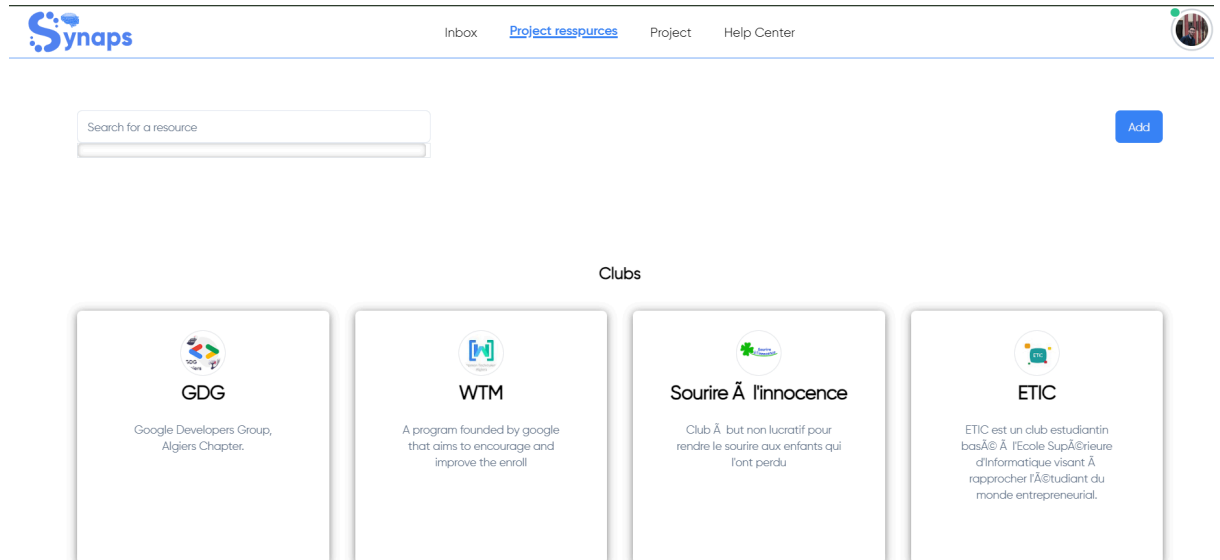 Synaps
Inbox
Project resspurces
Project
Help Center
Search for a resource
Add
Clubs
GDG
Google Developers Group,
Algiers Chapter.
WTM
A program founded by google
that aims to encourage and
improve the enroll
Sourire Ã  l'innocence
Club Ã  but non lucratif pour
rendre le sourire aux enfants qui
l'ont perdu
ETIC
ETIC
ETIC est un club estudiantin
basÃ© Ã  l'Ecole SupÃ©rieure
d'Informatique visant Ã
rapprocher l'Ã©tudiant du
monde entrepreneurial.